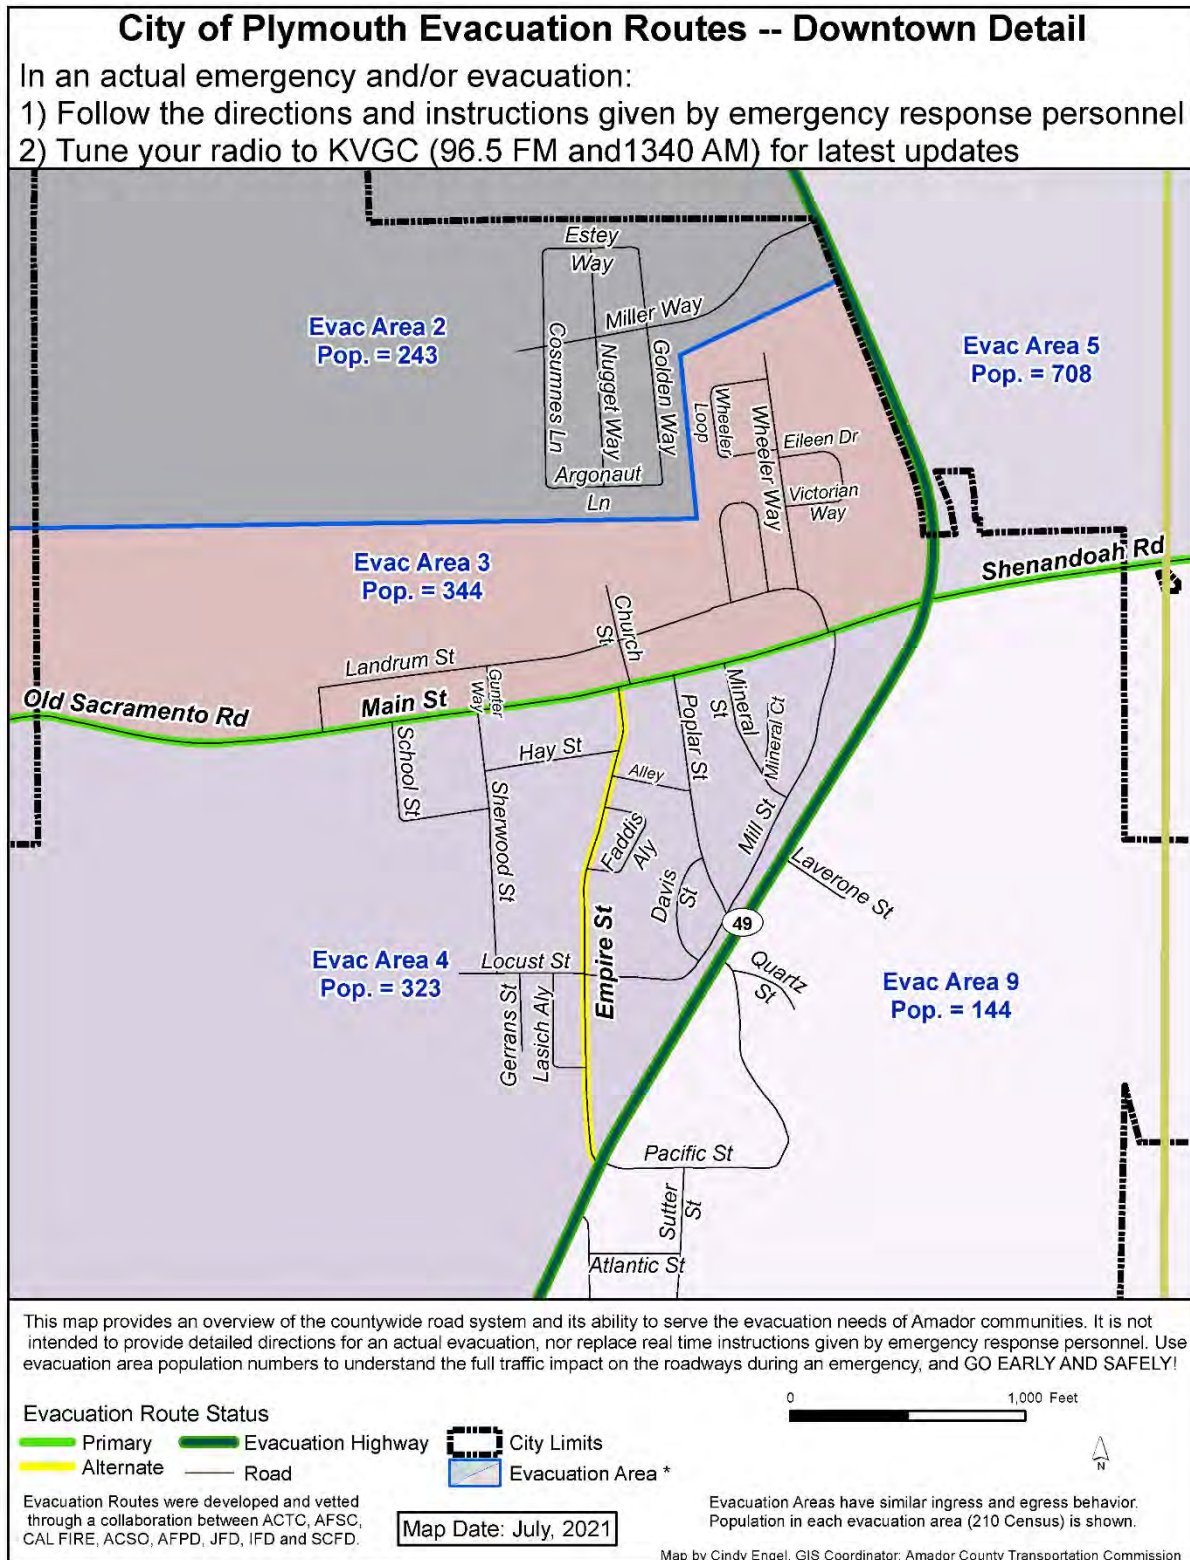 City of Plymouth Evacuation Routes -- Downtown Detail
In an actual emergency and/or evacuation:
1) Follow the directions and instructions given by emergency response personnel
2) Tune your radio to KVGC (96.5 FM and1340 AM) for latest updates
Estey
Way
Miller Way
Evac Area 2
Pop. = 243
Cosumnes Ln
Nugget Way
Golden Way
Argonaut
Ln
Evac Area 5
Pop. = 708
Wheeler
Loop
Wheeler Way
Eileen Dr
Victorian
Way
Evac Area 3
Pop. = 344
Shenandoah Rd
Church
St
Landrum St
Gunter
Way
Old Sacramento Rd
Main St
School St
Hay St
Sherwood St
Alley
Poplar St
Mineral
St
Mineral Ct
Mill St
Faddis
Aly
Davis
St
Laverone St
49
Evac Area 4
Pop. = 323
Locust St
Gerrans St
Lasich Aly
Empire St
Quartz
St
Evac Area 9
Pop. = 144
Pacific St
Sutter
St
Atlantic St
This map provides an overview of the countywide road system and its ability to serve the evacuation needs of Amador communities. It is not
intended to provide detailed directions for an actual evacuation, nor replace real time instructions given by emergency response personnel. Use
evacuation area population numbers to understand the full traffic impact on the roadways during an emergency, and GO EARLY AND SAFELY!
0 1,000 Feet
Evacuation Route Status
Primary
Evacuation Highway
City Limits
Alternate
Road
Evacuation Area *
N
Evacuation Routes were developed and vetted
through a collaboration between ACTC, AFSC,
CAL FIRE, ACSO, AFPD, JFD, IFD and SCFD.
Map Date: July, 2021
Evacuation Areas have similar ingress and egress behavior.
Population in each evacuation area (210 Census) is shown.
Map by Cindy Engel, GIS Coordinator: Amador County Transportation Commission